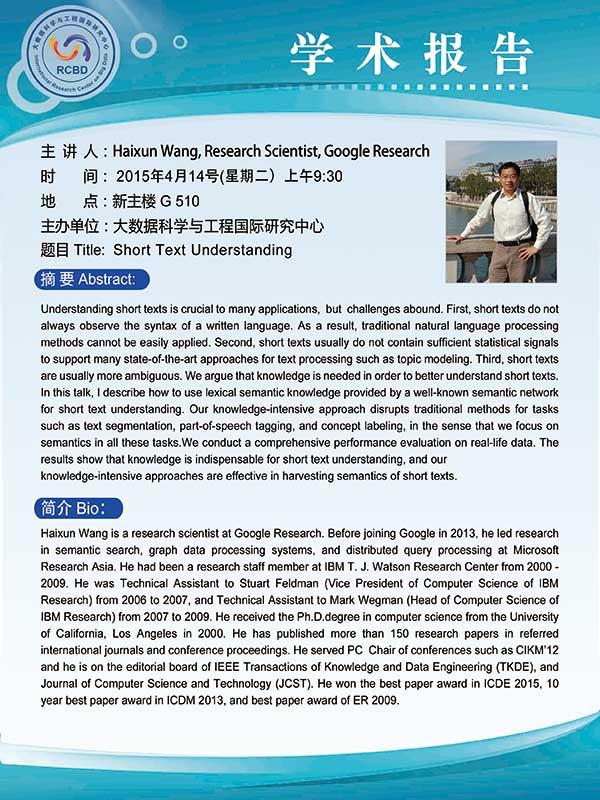 大数据科学与工程国际研究中心
RCBD
International Research Center on Big Data
学术报告
主 讲 人：Haixun Wang, Research Scientist, Google Research
时 间： 2015年4月14号(星期二）上午9:30
地 点：新主楼 G 510
主办单位：大数据科学与工程国际研究中心
题目 Title: Short Text Understanding
摘 要 Abstract:
Understanding short texts is crucial to many applications, but challenges abound. First, short texts do not
always observe the syntax of a written language. As a result, traditional natural language processing
methods cannot be easily applied. Second, short texts usually do not contain sufficient statistical signals
to support many state-of-the-art approaches for text processing such as topic modeling. Third, short texts
are usually more ambiguous. We argue that knowledge is needed in order to better understand short texts.
In this talk, I describe how to use lexical semantic knowledge provided by a well-known semantic network
for short text understanding. Our knowledge-intensive approach disrupts traditional methods for tasks
such as text segmentation, part-of-speech tagging, and concept labeling, in the sense that we focus on
semantics in all these tasks.We conduct a comprehensive performance evaluation on real-life data. The
results show that knowledge is indispensable for short text understanding, and our
knowledge-intensive approaches are effective in harvesting semantics of short texts.
简介 Bio：
Haixun Wang is a research scientist at Google Research. Before joining Google in 2013, he led research
in semantic search, graph data processing systems, and distributed query processing at Microsoft
Research Asia. He had been a research staff member at IBM T. J. Watson Research Center from 2000 -
2009. He was Technical Assistant to Stuart Feldman (Vice President of Computer Science of IBM
Research) from 2006 to 2007, and Technical Assistant to Mark Wegman (Head of Computer Science of
IBM Research) from 2007 to 2009. He received the Ph.D.degree in computer science from the University
of California, Los Angeles in 2000. He has published more than 150 research papers in referred
international journals and conference proceedings. He served PC Chair of conferences such as CIKM'12
and he is on the editorial board of IEEE Transactions of Knowledge and Data Engineering (TKDE), and
Journal of Computer Science and Technology (JCST). He won the best paper award in ICDE 2015, 10
year best paper award in ICDM 2013, and best paper award of ER 2009.